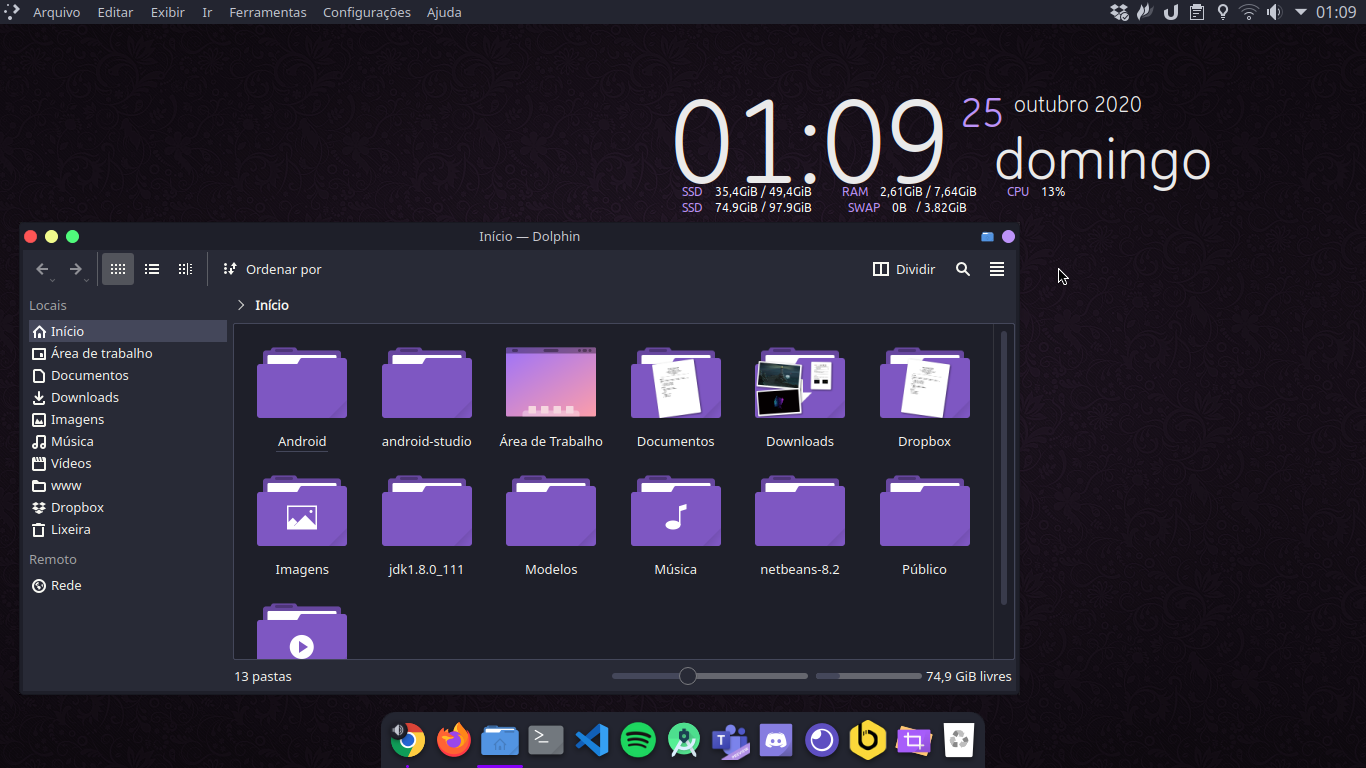 Arquivo Editar Exibir Ir Ferramentas Configurações Ajuda 01:09
01:09 25 outubro 2020
domingo
SSD 35,4GiB / 49,4GiB RAM 2,61GiB / 7,64GiB CPU 13%
SSD 74.9GiB / 97.9GiB SWAP 0B / 3.82GiB
Início — Dolphin
Ordenar por Dividir
Locais
Início
Área de trabalho
Documentos
Downloads
Imagens
Música
Vídeos
www
Dropbox
Lixeira
Remoto
Rede
Início
Android android-studio Área de Trabalho Documentos Downloads Dropbox
Imagens jdk1.8.0_111 Modelos Música netbeans-8.2 Público
13 pastas 74,9 GiB livres